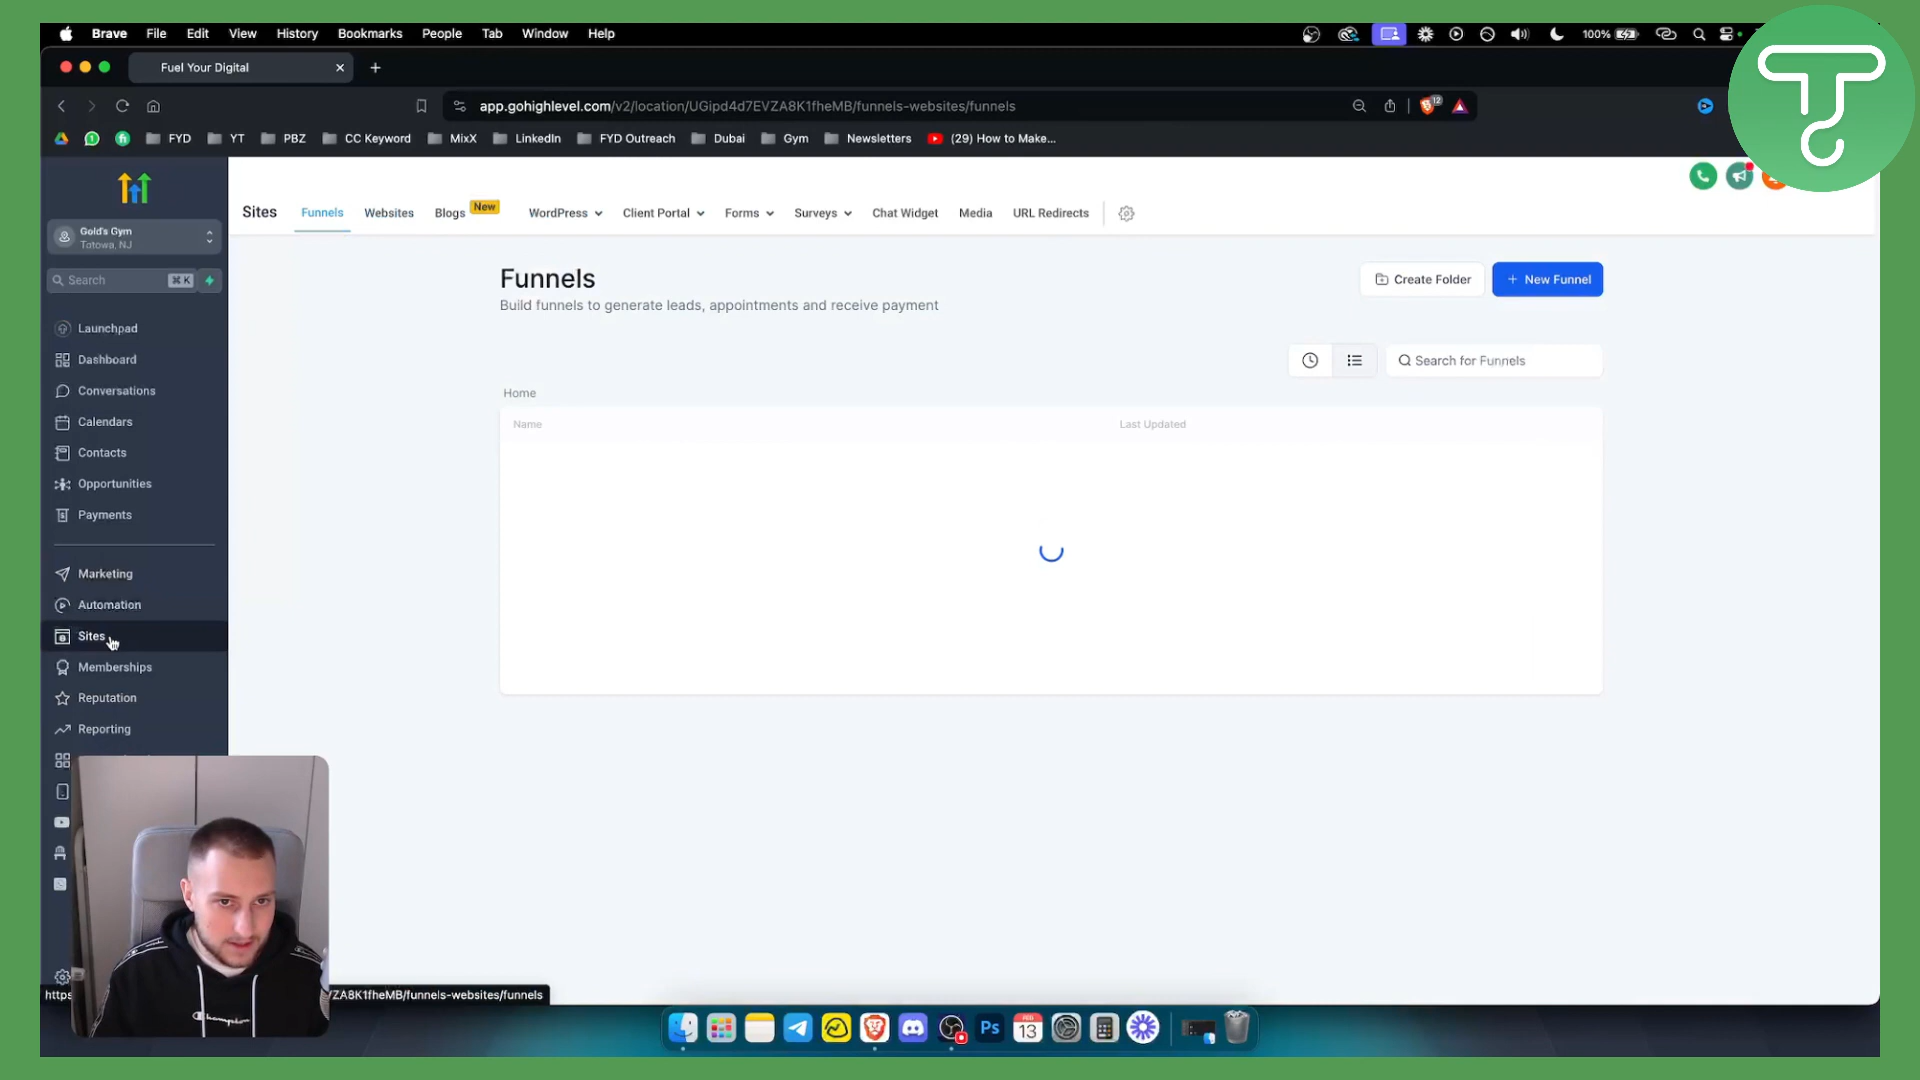 Brave File Edit View History Bookmarks People Tab Window Help
100%
Fuel Your Digital
app.gohighlevel.com/v2/location/UGipd4d7EVZA8K1fheMB/funnels-websites/funnels
12
FYD YT PBZ CC Keyword MixX LinkedIn FYD Outreach Dubai Gym Newsletters (29) How to Make...
Gold's Gym
Totowa, NJ
Search ⌘ K
Launchpad
Dashboard
Conversations
Calendars
Contacts
Opportunities
Payments
Marketing
Automation
Sites
Memberships
Reputation
Reporting
Sites Funnels Websites Blogs New WordPress Client Portal Forms Surveys Chat Widget Media URL Redirects
Funnels
Build funnels to generate leads, appointments and receive payment
Create Folder
+ New Funnel
Search for Funnels
Home
Name Last Updated
Champion
https
/ZA8K1fheMB/funnels-websites/funnels
Ps
FEB
13